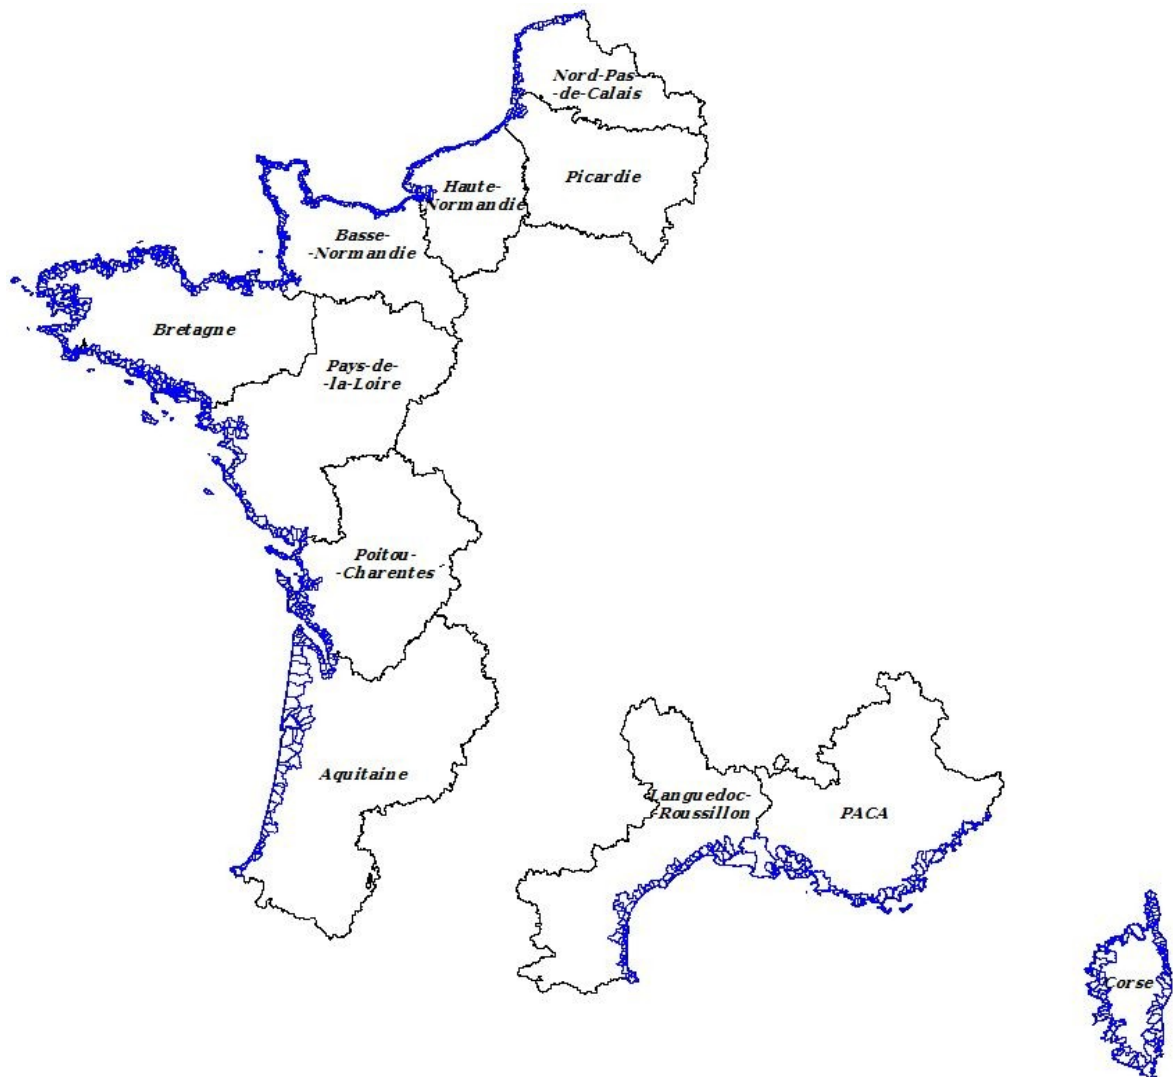 Nord-Pas-
-de-Calais
Picardie
Haute-
Normandie
Basse-
-Normandie
Bretagne
Pays-de-
-la-Loire
Poitou-
-Charentes
Aquitaine
Languedoc-
-Roussillon
PACA
Corse